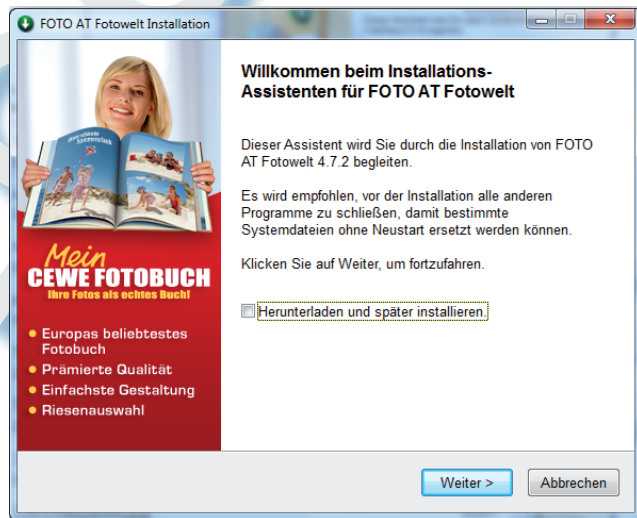 FOTO AT Fotowelt Installation
Willkommen beim Installations-
Assistenten für FOTO AT Fotowelt
Dieser Assistent wird Sie durch die Installation von FOTO
AT Fotowelt 4.7.2 begleiten.
Es wird empfohlen, vor der Installation alle anderen
Programme zu schließen, damit bestimmte
Systemdateien ohne Neustart ersetzt werden können.
Klicken Sie auf Weiter, um fortzufahren.
Herunterladen und später installieren.
Mein
CEWE FOTOBUCH
Ihre Fotos als echtes Buch!
Europas beliebtestes
Fotobuch
Prämierte Qualität
Einfachste Gestaltung
Riesenauswahl
Weiter >
Abbrechen